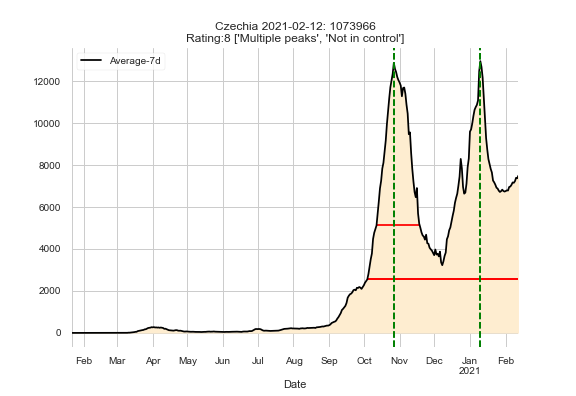 Czechia 2021-02-12: 1073966
Rating:8 ['Multiple peaks', 'Not in control']
Average-7d
12000
10000
8000
6000
4000
2000
0
Feb Mar Apr May Jun Jul Aug Sep Oct Nov Dec Jan Feb
2021
Date